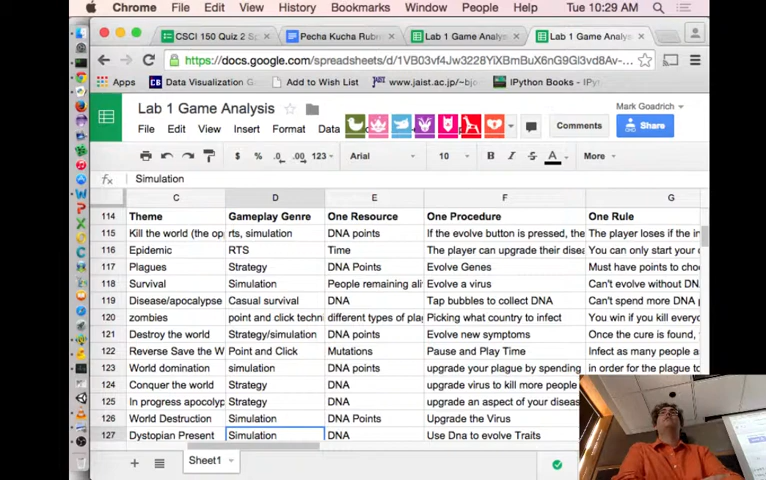 Chrome File Edit View History Bookmarks Window People Help Tue 10:29 AM
CSCI 150 Quiz 2 S Pecha Kucha Rubri Lab 1 Game Analys Lab 1 Game Analys
https://docs.google.com/spreadsheets/d/1VB03vf4Jw3228YiXBmBuX6nG9Gl3vd8Av-
Apps Data Visualization Add to Wish List www.jaist.ac.jp/~bj IPython Books - IPy
Lab 1 Game Analysis Mark Goadrich
File Edit View Insert Format Data Comments Share
$ % .0 .00 123 Arial 10 B I S A More
fx Simulation
C D E F G
114 Theme Gameplay Genre One Resource One Procedure One Rule
115 Kill the world (the op rts, simulation DNA points If the evolve button is pressed, the The player loses if the in
116 Epidemic RTS Time The player can upgrade their disea You can only start your
117 Plagues Strategy DNA Points Evolve Genes Must have points to choo
118 Survival Simulation People remaining ali Evolve a virus Can't evolve without DN
119 Disease/apocalypse Casual survival DNA Tap bubbles to collect DNA Can't spend more DNA p
120 zombies point and click techn different types of plag Picking what country to infect You win if you kill every
121 Destroy the world Strategy/simulation DNA points Evolve new symptoms Once the cure is found,
122 Reverse Save the W Point and Click Mutations Pause and Play Time Infect as many people a
123 World domination simulation DNA points upgrade your plague by spending in order for the plague to
124 Conquer the world Strategy DNA upgrade virus to kill more people
125 In progress apocalyp Strategy DNA upgrade an aspect of your diseas
126 World Destruction Simulation DNA Points Upgrade the Virus
127 Dystopian Present Simulation DNA Use Dna to evolve Traits
Sheet1